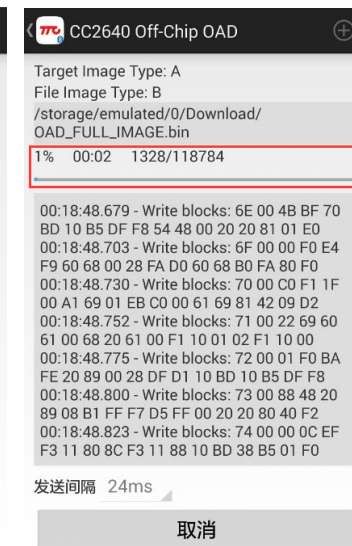 CC2640 Off-Chip OAD
Target Image Type: A
File Image Type: B
/storage/emulated/0/Download/
OAD_FULL_IMAGE.bin
1% 00:02 1328/118784
00:18:48.679 - Write blocks: 6E 00 4B BF 70
BD 10 B5 DF F8 54 48 00 20 20 81 01 E0
00:18:48.703 - Write blocks: 6F 00 00 F0 E4
F9 60 68 00 28 FA D0 60 68 B0 FA 80 F0
00:18:48.730 - Write blocks: 70 00 C0 F1 1F
00 A1 69 01 EB C0 00 61 69 81 42 09 D2
00:18:48.752 - Write blocks: 71 00 22 69 60
61 00 68 20 61 00 F1 10 01 02 F1 10 00
00:18:48.775 - Write blocks: 72 00 01 F0 BA
FE 20 89 00 28 DF D1 10 BD 10 B5 DF F8
00:18:48.800 - Write blocks: 73 00 88 48 20
89 08 B1 FF F7 D5 FF 00 20 20 80 40 F2
00:18:48.823 - Write blocks: 74 00 00 0C EF
F3 11 80 8C F3 11 88 10 BD 38 B5 01 F0
发送间隔 24ms
取消